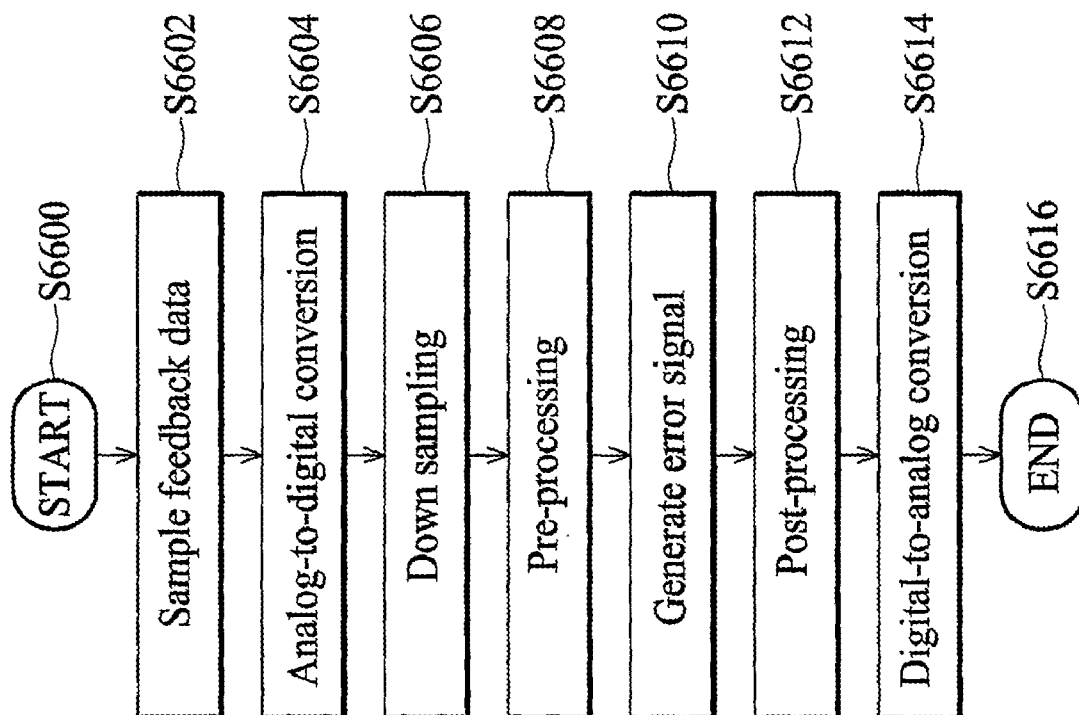 START
S6600
Sample feedback data
S6602
Analog-to-digital conversion
S6604
Down sampling
S6606
Pre-processing
S6608
Generate error signal
S6610
Post-processing
S6612
Digital-to-analog conversion
S6614
END
S6616